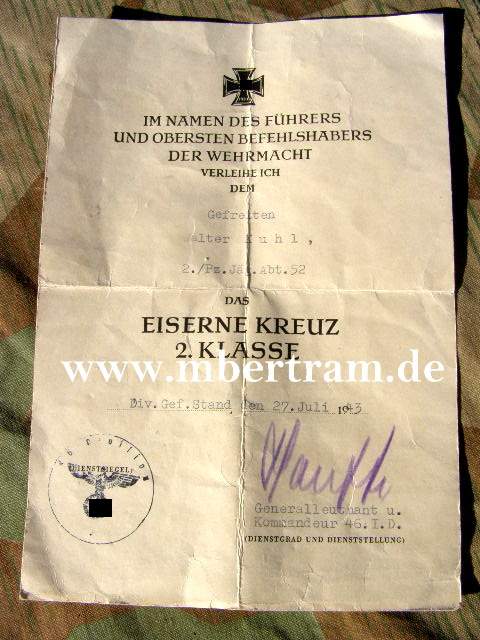 IM NAMEN DES FÜHRERS
UND OBERSTEN BEFEHLSHABERS
DER WEHRMACHT
VERLEIHE ICH
DEM
Gefreiten
Walter Kuhl,
2./Pz.Jäg.Abt.52
DAS
EISERNE KREUZ
2. KLASSE
www.mbertram.de
Div.Gef.Stand, den 27. Juli 1943
(DIENSTSIEGEL)
Generalleutnant u.
Kommandeur 46.I.D.
(DIENSTGRAD UND DIENSTSTELLUNG)